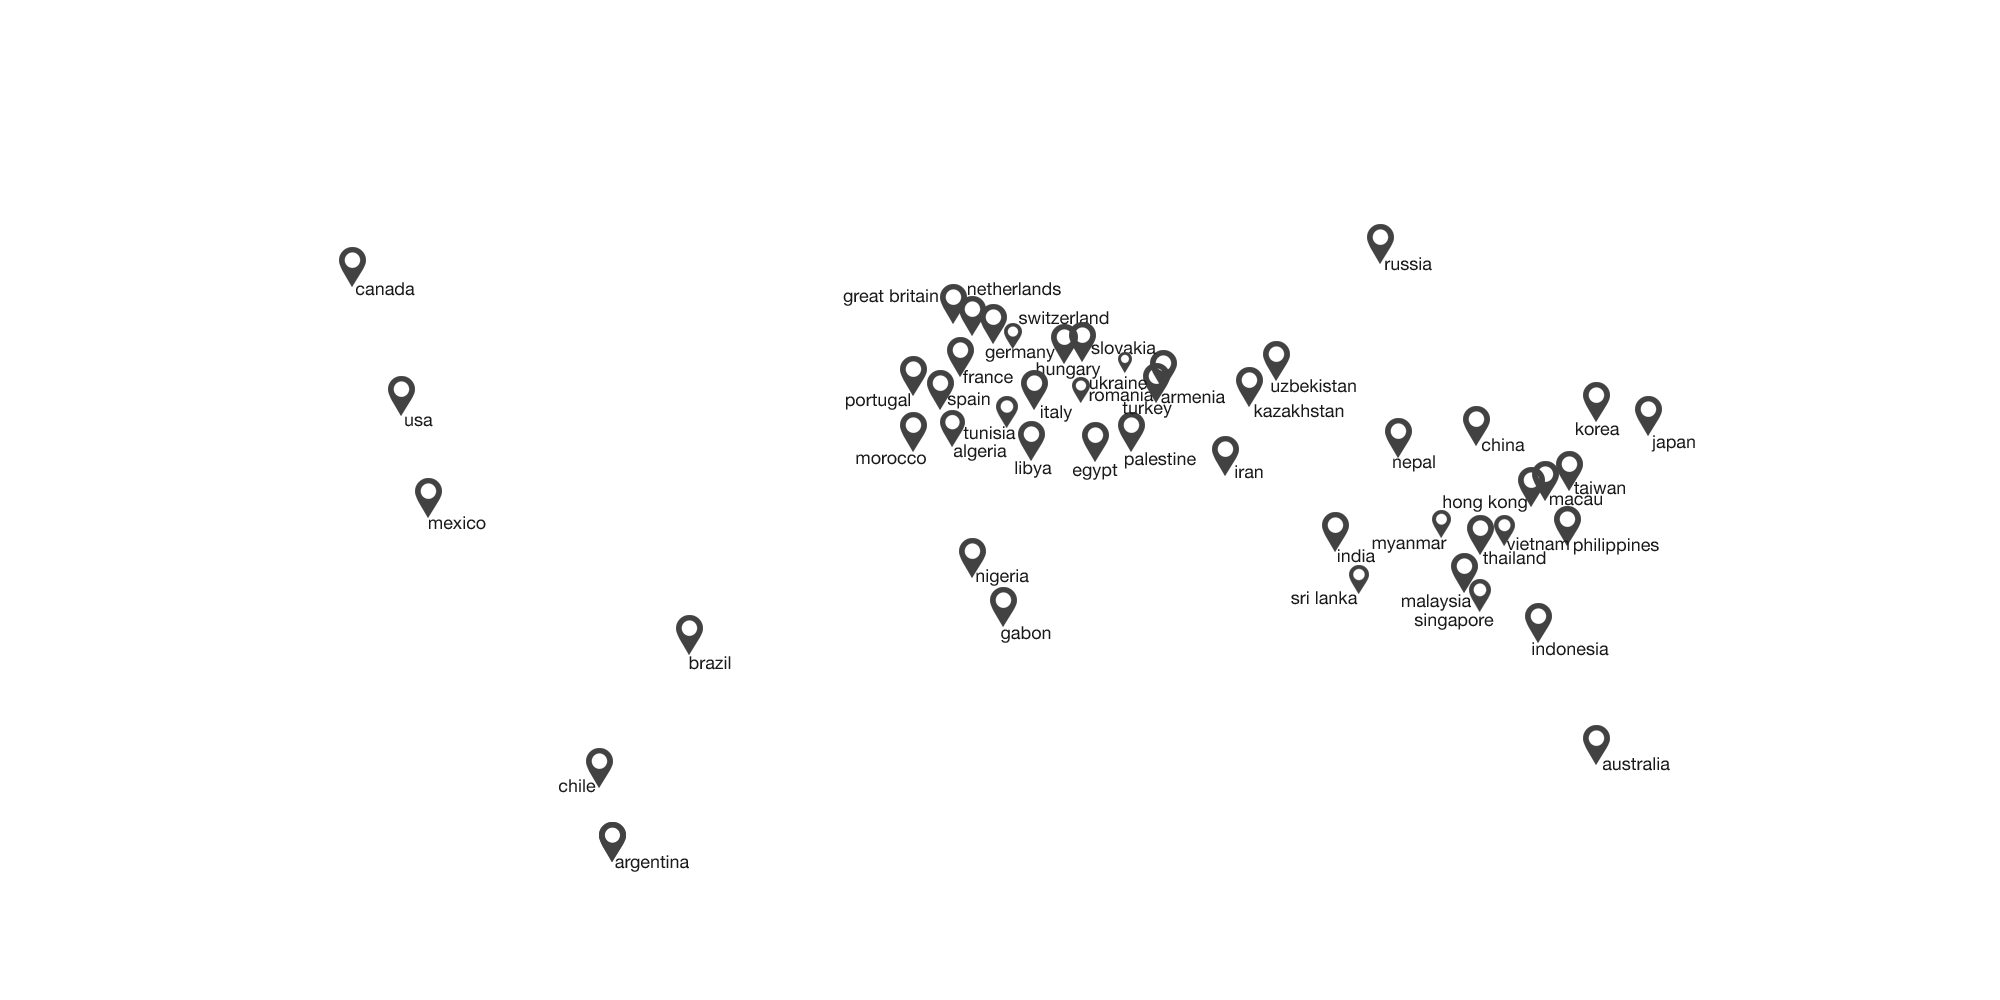 russia
canada
netherlands
great britain
switzerland
slovakia
germany
hungary
france
ukraine
uzbekistan
romania
armenia
spain
portugal
turkey
italy
kazakhstan
usa
korea
tunisia
japan
china
algeria
morocco
palestine
nepal
libya
egypt
iran
taiwan
macau
hong kong
mexico
myanmar
vietnam
philippines
india
thailand
nigeria
sri lanka
malaysia
singapore
gabon
indonesia
brazil
australia
chile
argentina